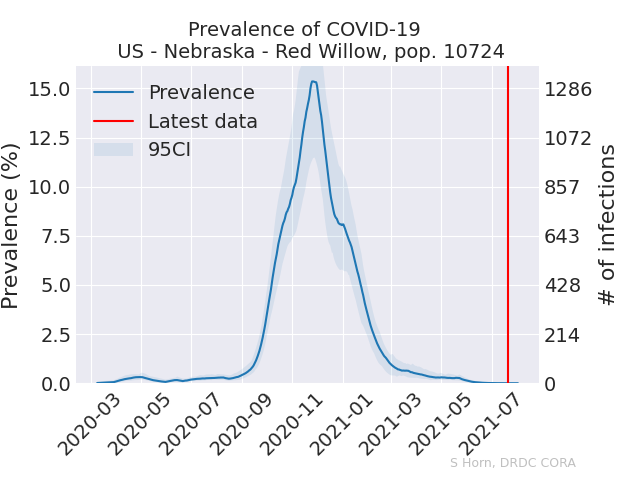 Prevalence of COVID-19
US - Nebraska - Red Willow, pop. 10724
Prevalence
Latest data
95CI
Prevalence (%)
15.0
12.5
10.0
7.5
5.0
2.5
0.0
1286
1072
857
643
428
214
0
# of infections
2020-03
2020-05
2020-07
2020-09
2020-11
2021-01
2021-03
2021-05
2021-07
S Horn, DRDC CORA